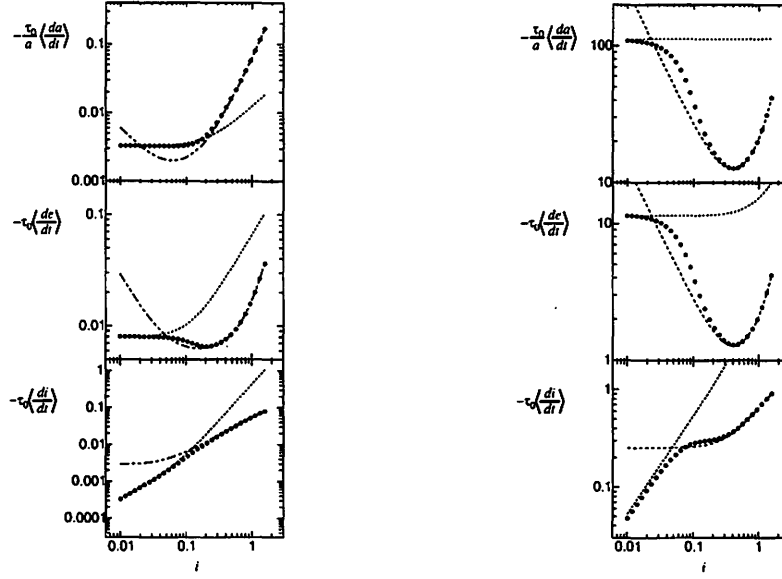 -τ₀/a ⟨da/dt⟩
0.1
0.01
0.001
-τ₀⟨de/dt⟩
0.1
0.01
-τ₀⟨di/dt⟩
1
0.1
0.01
0.001
0.0001
0.01 0.1 1
i
-τ₀/a ⟨da/dt⟩
100
10
-τ₀⟨de/dt⟩
10
1
-τ₀⟨di/dt⟩
1
0.1
0.01 0.1 1
i